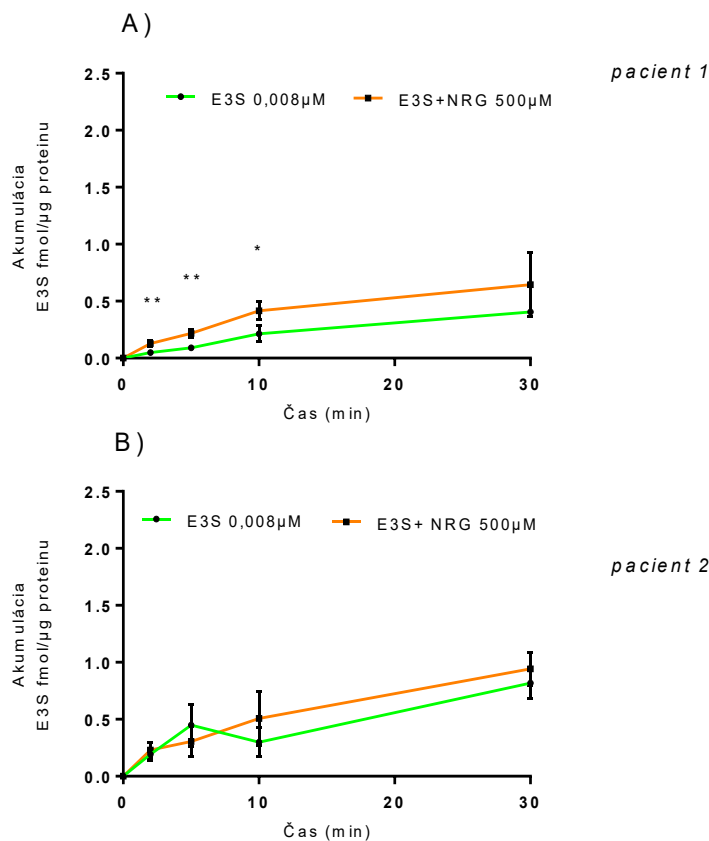 A)
pacient 1
2.5
E3S 0,008µM
E3S+NRG 500µM
2.0
1.5
1.0
0.5
0.0
Akumulácia
E3S fmol/µg proteinu
**
**
*
0
10
20
30
Čas (min)
B)
2.5
E3S 0,008µM
E3S+ NRG 500µM
pacient 2
2.0
1.5
1.0
0.5
0.0
Akumulácia
E3S fmol/µg proteinu
0
10
20
30
Čas (min)